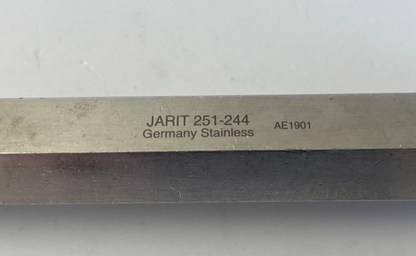 JARIT 251-244 AE1901
Germany Stainless